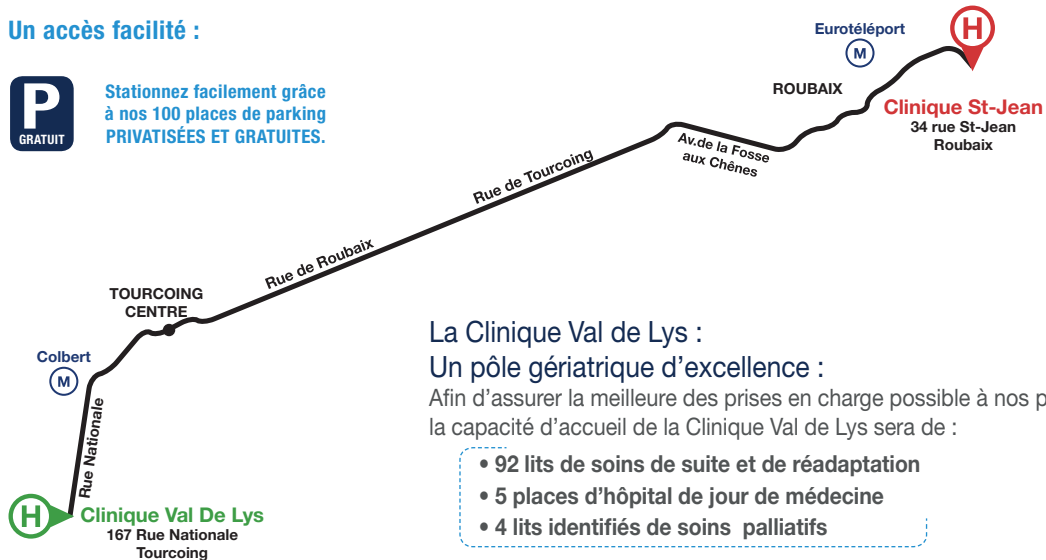 Un accès facilité :
P
GRATUIT
Stationnez facilement grâce
à nos 100 places de parking
PRIVATISÉES ET GRATUITES.
Eurotéléport
M
H
ROUBAIX
Clinique St-Jean
34 rue St-Jean
Roubaix
Av.de la Fosse
aux Chênes
Rue de Tourcoing
Rue de Roubaix
TOURCOING
CENTRE
Colbert
M
Rue Nationale
H
Clinique Val De Lys
167 Rue Nationale
Tourcoing
La Clinique Val de Lys :
Un pôle gériatrique d'excellence :
Afin d'assurer la meilleure des prises en charge possible à nos
la capacité d'accueil de la Clinique Val de Lys sera de :
• 92 lits de soins de suite et de réadaptation
• 5 places d'hôpital de jour de médecine
• 4 lits identifiés de soins palliatifs